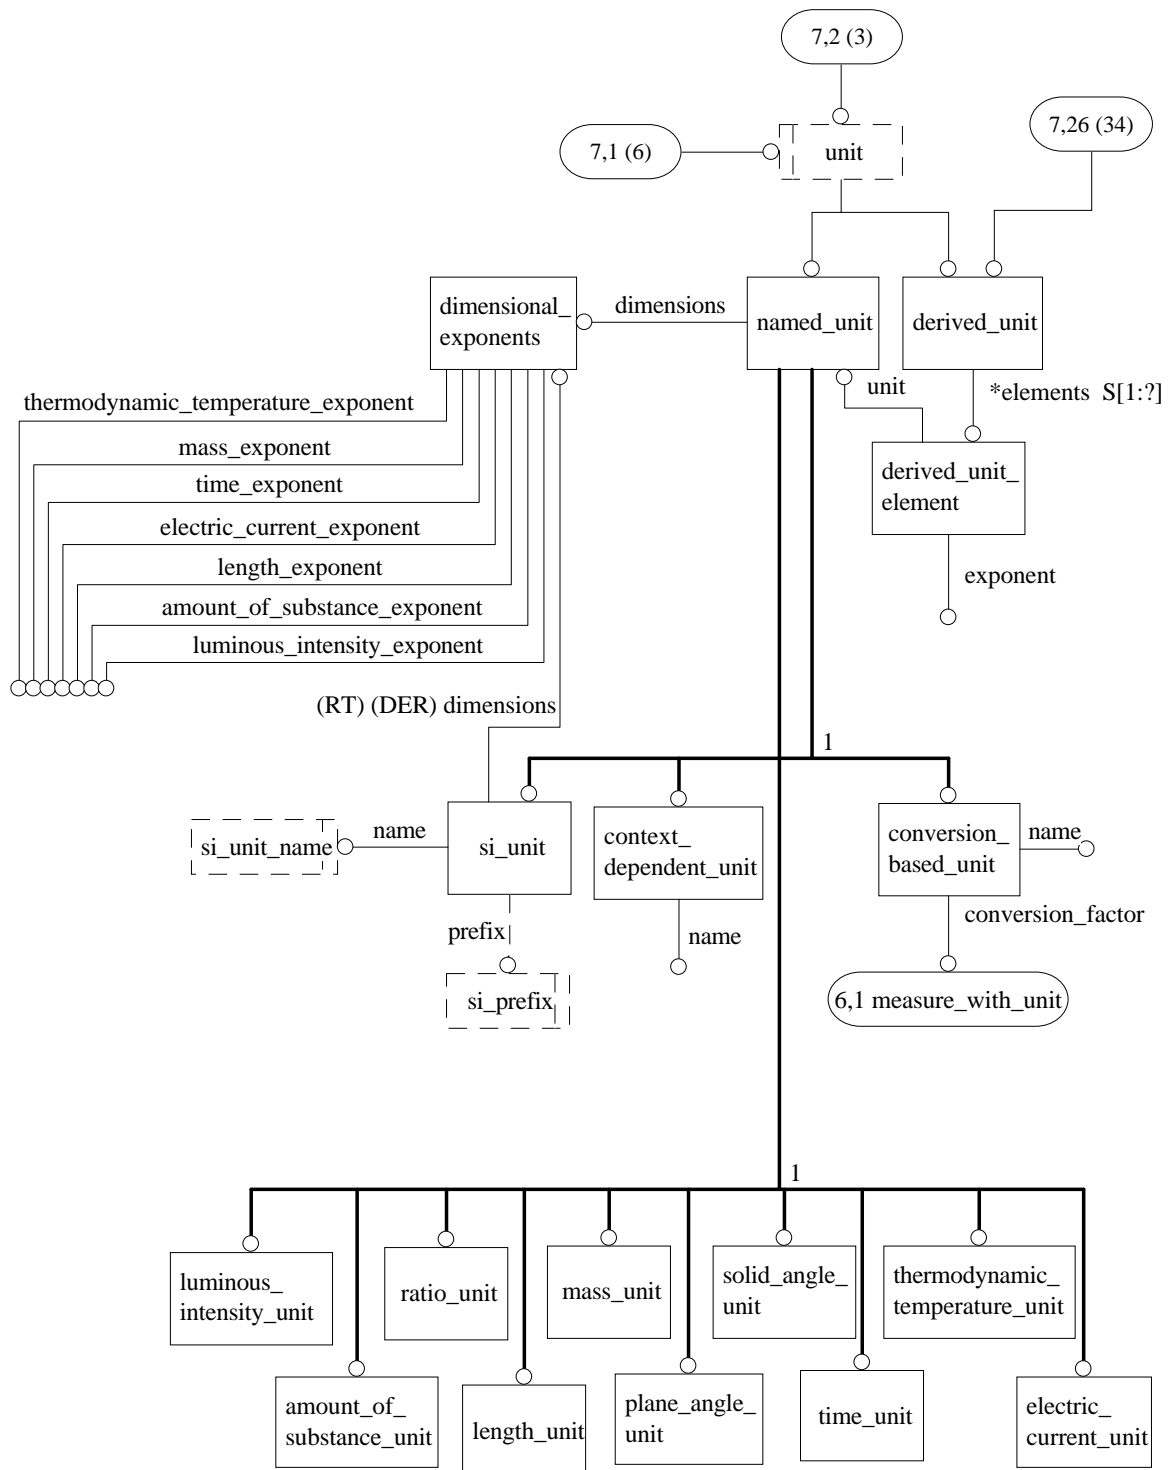 7,2 (3)
7,26 (34)
7,1 (6)
unit
dimensional_
exponents
dimensions
named_unit
derived_unit
unit
*elements S[1:?]
thermodynamic_temperature_exponent
mass_exponent
time_exponent
electric_current_exponent
length_exponent
amount_of_substance_exponent
luminous_intensity_exponent
derived_unit_
element
exponent
(RT) (DER) dimensions
1
si_unit_name
name
si_unit
context_
dependent_unit
conversion_
based_unit
name
prefix
name
conversion_factor
si_prefix
6,1 measure_with_unit
1
luminous_
intensity_unit
ratio_unit
mass_unit
solid_angle_
unit
thermodynamic_
temperature_unit
amount_of_
substance_unit
length_unit
plane_angle_
unit
time_unit
electric_
current_unit